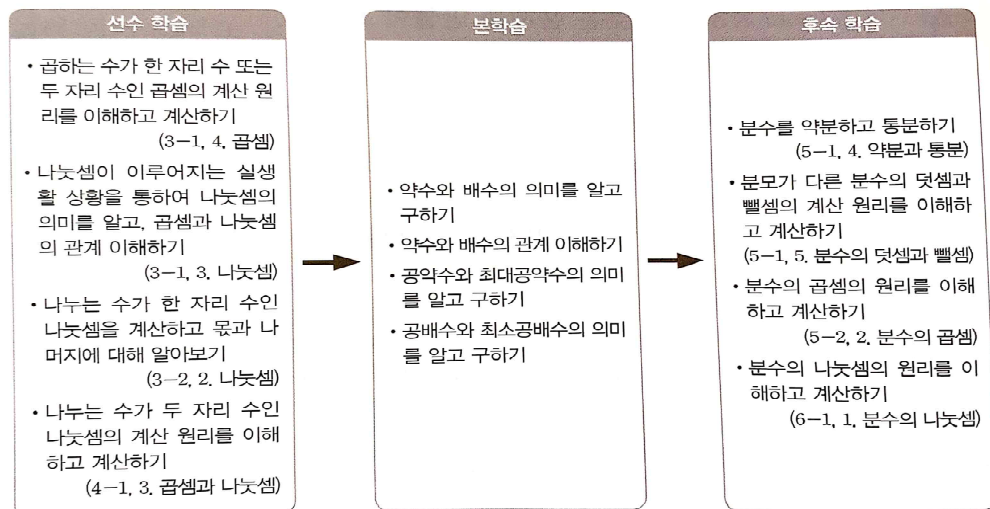 선수 학습
• 곱하는 수가 한 자리 수 또는
두 자리 수인 곱셈의 계산 원
리를 이해하고 계산하기
(3-1, 4. 곱셈)
• 나눗셈이 이루어지는 실생
활 상황을 통하여 나눗셈의
의미를 알고, 곱셈과 나눗셈
의 관계 이해하기
(3-1, 3. 나눗셈)
• 나누는 수가 한 자리 수인
나눗셈을 계산하고 몫과 나
머지에 대해 알아보기
(3-2, 2. 나눗셈)
• 나누는 수가 두 자리 수인
나눗셈의 계산 원리를 이해
하고 계산하기
(4-1, 3. 곱셈과 나눗셈)
본학습
• 약수와 배수의 의미를 알고
구하기
• 약수와 배수의 관계 이해하기
• 공약수와 최대공약수의 의미
를 알고 구하기
• 공배수와 최소공배수의 의미
를 알고 구하기
후속 학습
• 분수를 약분하고 통분하기
(5-1, 4. 약분과 통분)
• 분모가 다른 분수의 덧셈과
뺄셈의 계산 원리를 이해하
고 계산하기
(5-1, 5. 분수의 덧셈과 뺄셈)
• 분수의 곱셈의 원리를 이해
하고 계산하기
(5-2, 2. 분수의 곱셈)
• 분수의 나눗셈의 원리를 이
해하고 계산하기
(6-1, 1. 분수의 나눗셈)